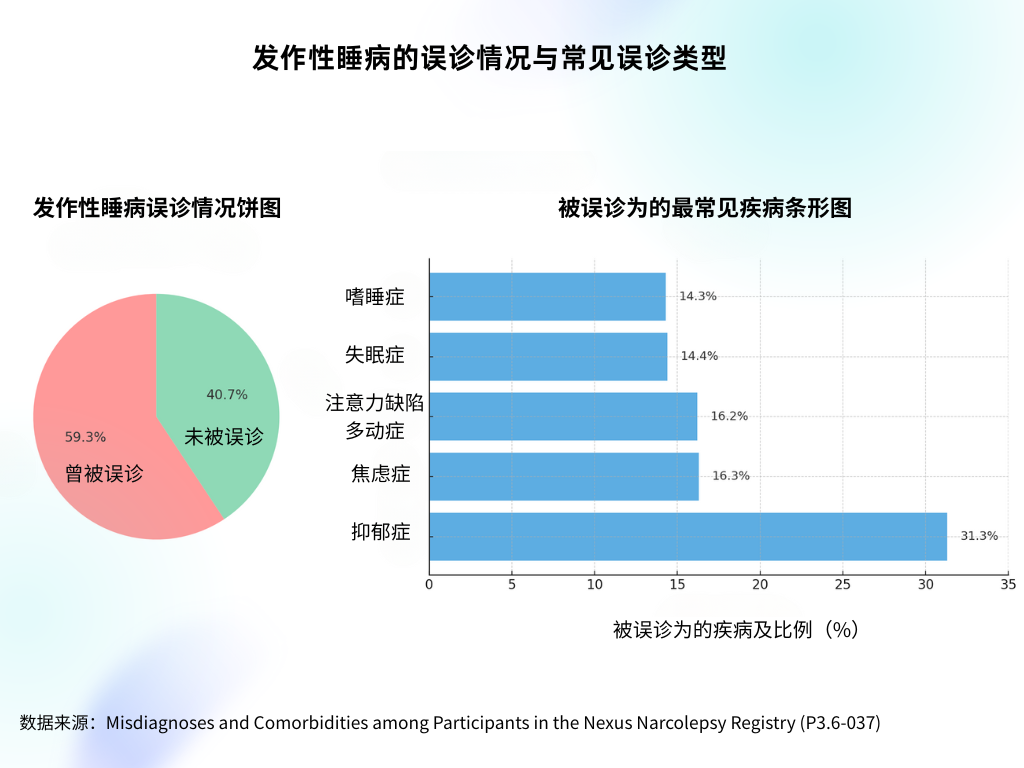 发作性睡病的误诊情况与常见误诊类型
发作性睡病误诊情况饼图
40.7%
未被误诊
59.3%
曾被误诊
被误诊为的最常见疾病条形图
嗜睡症
14.3%
失眠症
14.4%
注意力缺陷
多动症
16.2%
焦虑症
16.3%
抑郁症
31.3%
0 5 10 15 20 25 30 35
被误诊为的疾病及比例（%）
数据来源：Misdiagnoses and Comorbidities among Participants in the Nexus Narcolepsy Registry (P3.6-037)